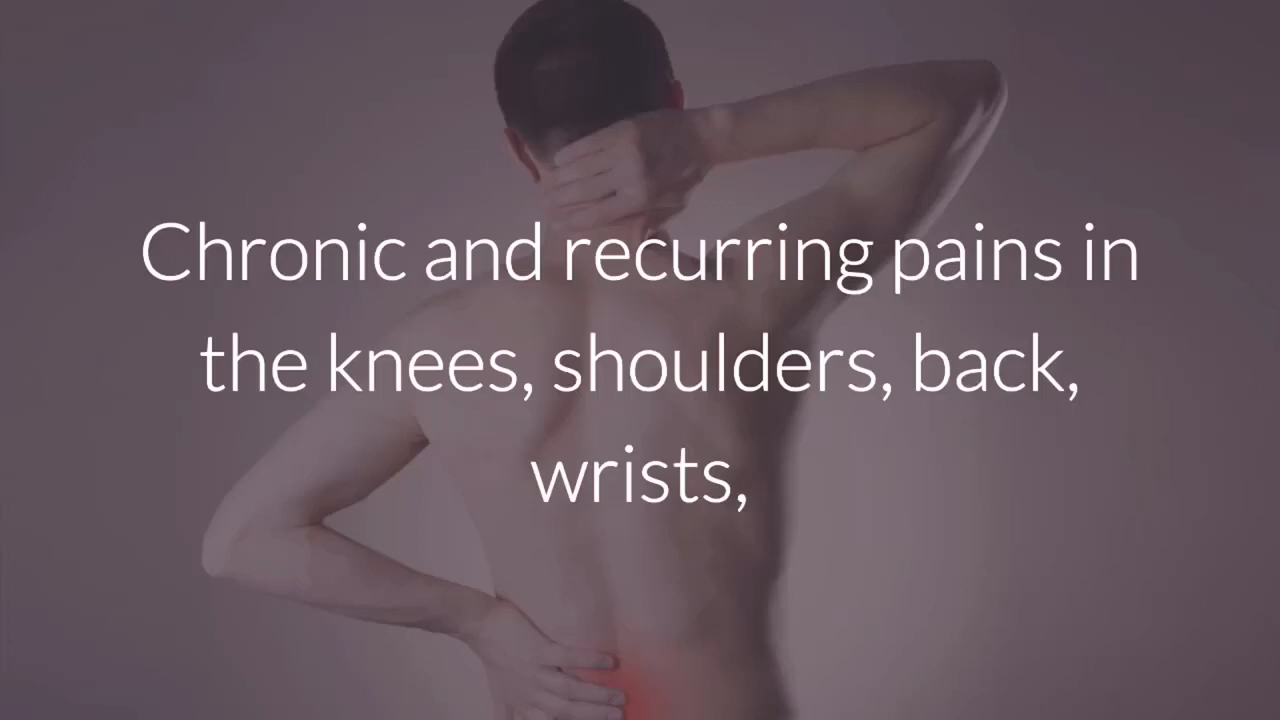 Chronic and recurring pains in
the knees, shoulders, back,
wrists,